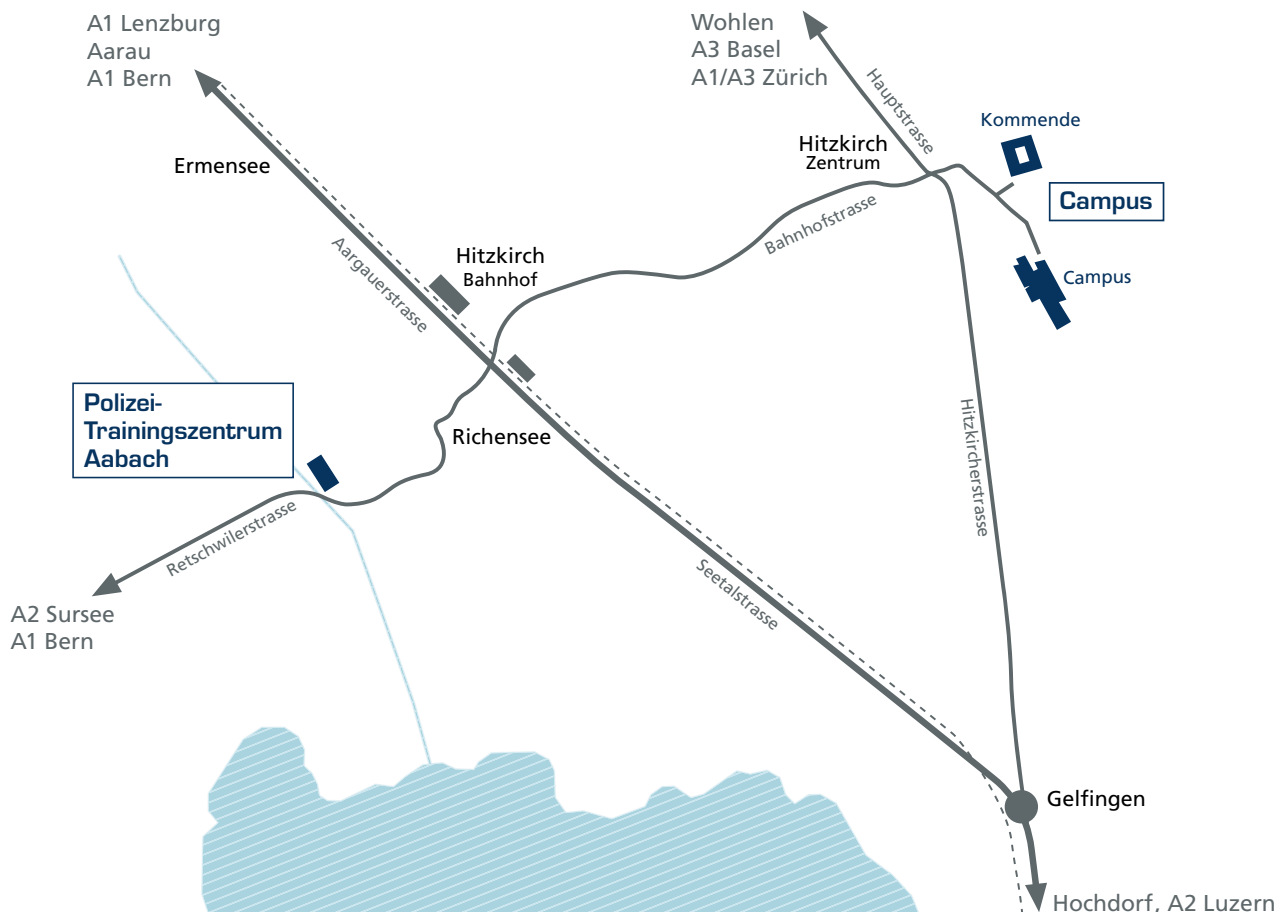 A1 Lenzburg
Aarau
A1 Bern
Wohlen
A3 Basel
A1/A3 Zürich
Hauptstrasse
Kommende
Hitzkirch
Zentrum
Ermensee
Campus
Bahnhofstrasse
Aargauerstrasse
Hitzkirch
Bahnhof
Campus
Polizei-
Trainingszentrum
Aabach
Richensee
Hitzkircherstrasse
Retschwilerstrasse
Seetalstrasse
A2 Sursee
A1 Bern
Gelfingen
Hochdorf, A2 Luzern